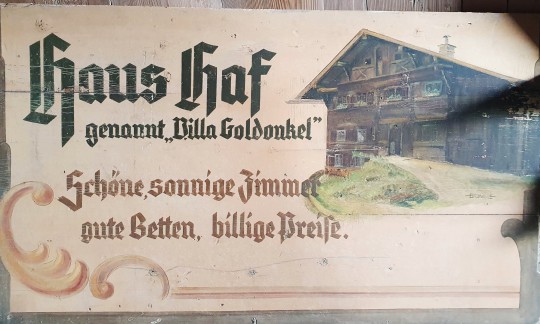 Haus Haf
genannt „Villa Goldonkel"
Schöne, sonnige Zimmer
gute Betten, billige Preise.